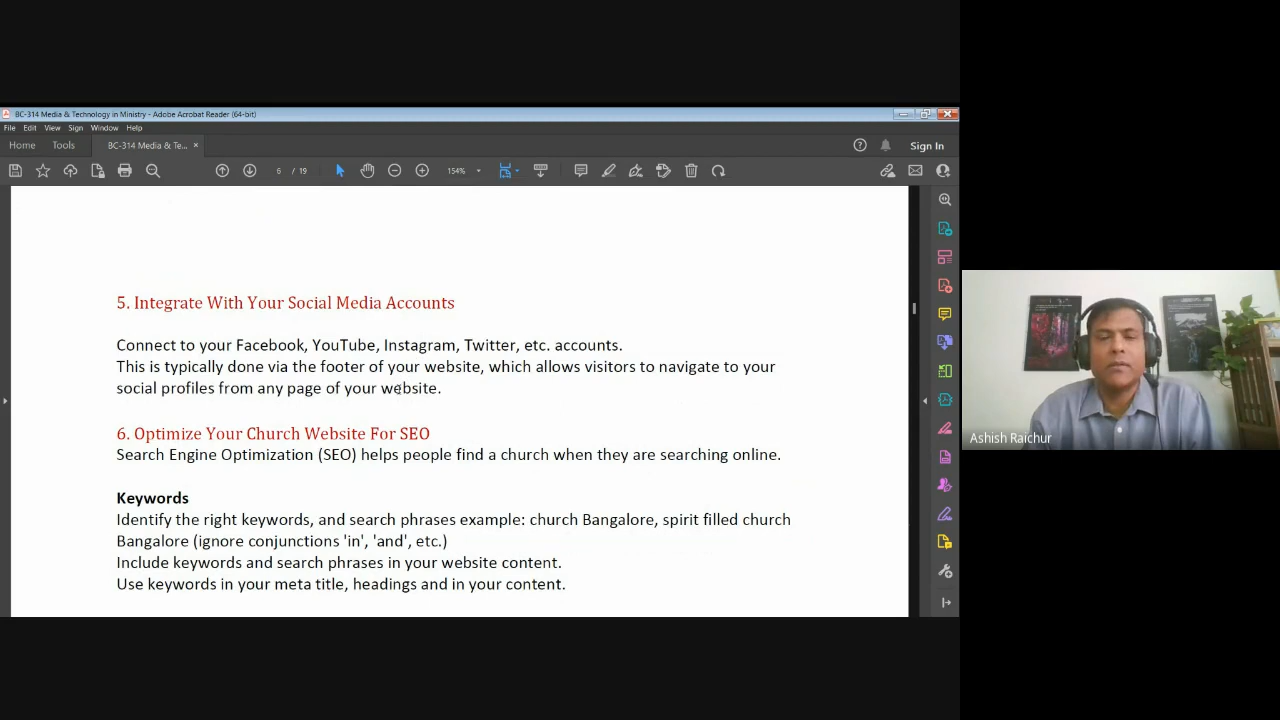 BC-314 Media & Technology in Ministry - Adobe Acrobat Reader (64-bit)
File Edit View Sign Window Help
Home Tools BC-314 Media & Te... ×
Sign In
6 / 19
154%
5. Integrate With Your Social Media Accounts
Connect to your Facebook, YouTube, Instagram, Twitter, etc. accounts.
This is typically done via the footer of your website, which allows visitors to navigate to your
social profiles from any page of your website.
6. Optimize Your Church Website For SEO
Search Engine Optimization (SEO) helps people find a church when they are searching online.
Keywords
Identify the right keywords, and search phrases example: church Bangalore, spirit filled church
Bangalore (ignore conjunctions 'in', 'and', etc.)
Include keywords and search phrases in your website content.
Use keywords in your meta title, headings and in your content.
Ashish Raichur